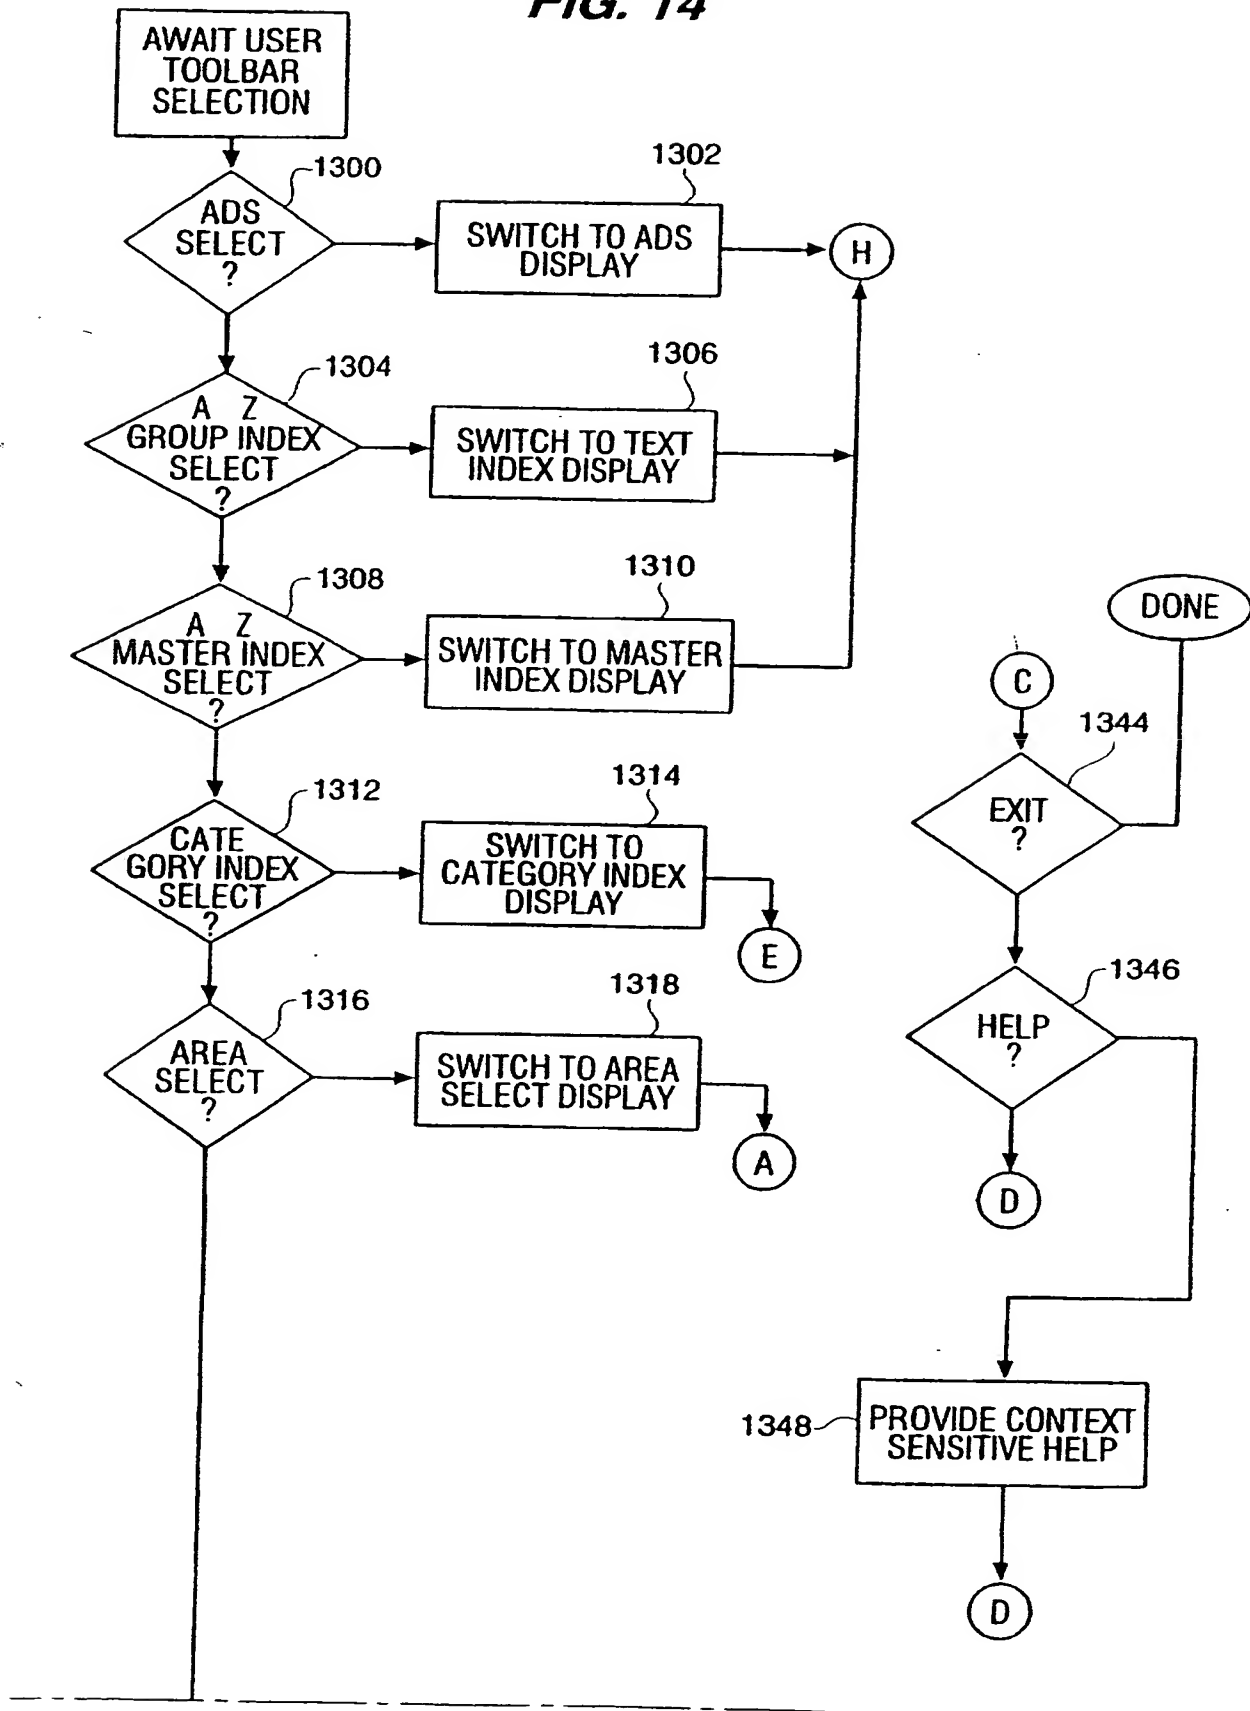 FIG. 14
AWAIT USER
TOOLBAR
SELECTION
1300
ADS
SELECT
?
1302
SWITCH TO ADS
DISPLAY
H
1304
A Z
GROUP INDEX
SELECT
?
1306
SWITCH TO TEXT
INDEX DISPLAY
1308
A Z
MASTER INDEX
SELECT
?
1310
SWITCH TO MASTER
INDEX DISPLAY
1312
CATE
GORY INDEX
SELECT
?
1314
SWITCH TO
CATEGORY INDEX
DISPLAY
E
1316
AREA
SELECT
?
1318
SWITCH TO AREA
SELECT DISPLAY
A
DONE
C
1344
EXIT
?
1346
HELP
?
D
1348
PROVIDE CONTEXT
SENSITIVE HELP
D